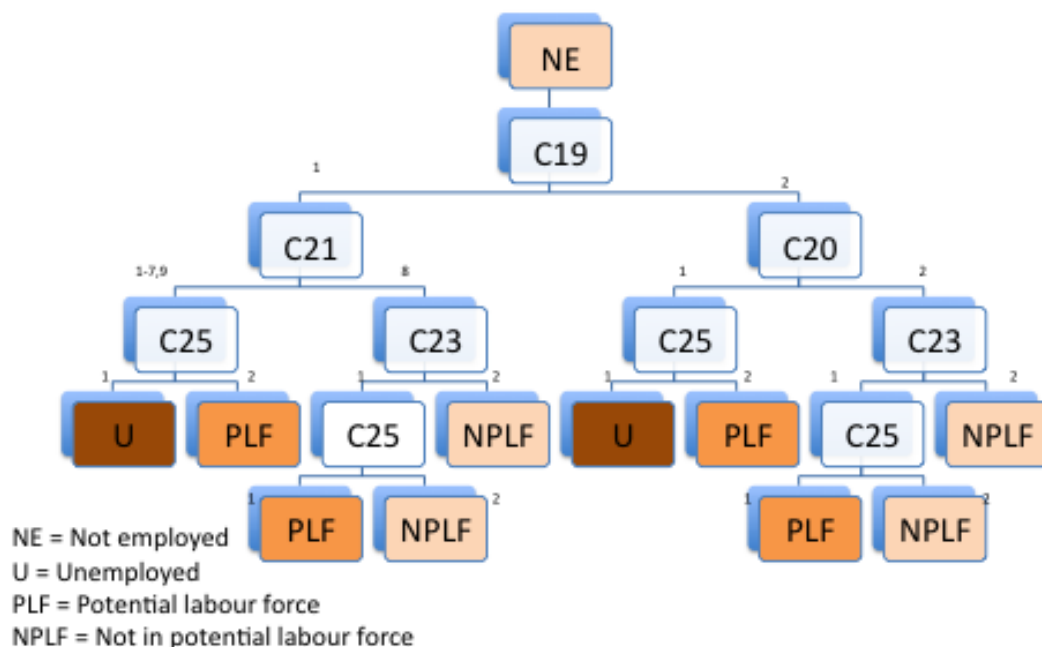 NE
C19
1 2
C21 C20
1-7,9 8 1 2
C25 C23 C25 C23
1 2 1 2 1 2 1 2
U PLF C25 NPLF U PLF C25 NPLF
1 PLF NPLF 2 1 PLF NPLF 2
NE = Not employed
U = Unemployed
PLF = Potential labour force
NPLF = Not in potential labour force